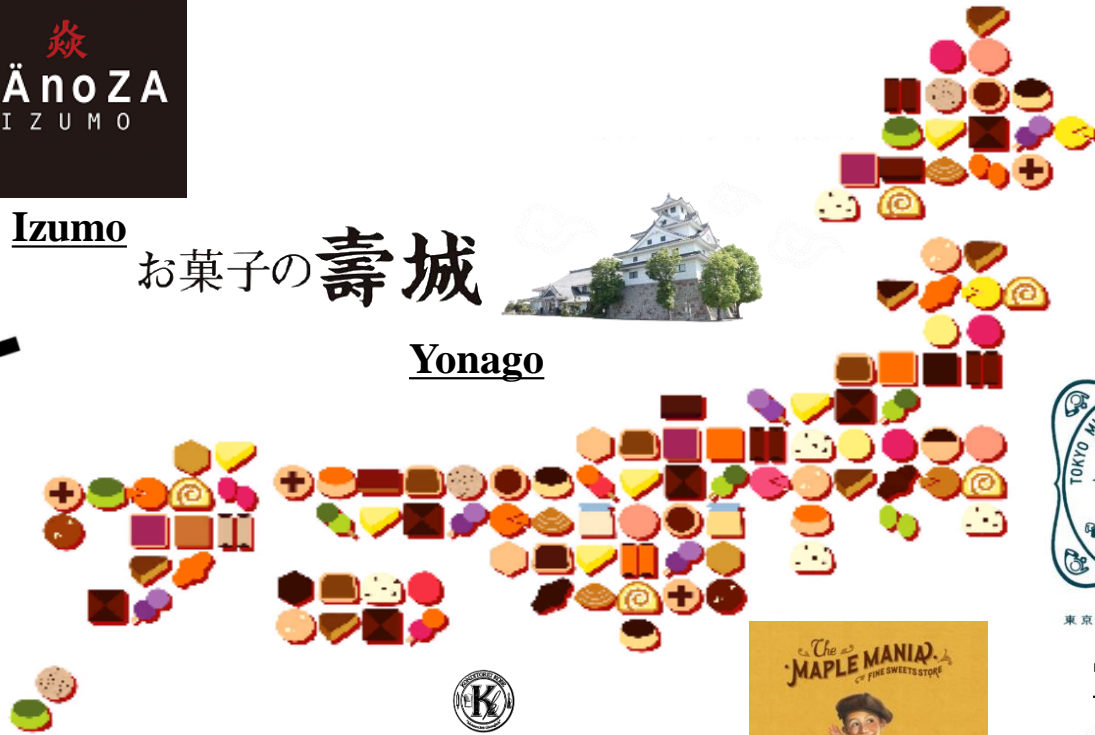 焱
ÄnoZA
IZUMO
Izumo
お菓子の壽城
Yonago
TOKYO
K
The
MAPLE MANIA
FINE SWEETS STORE
東京